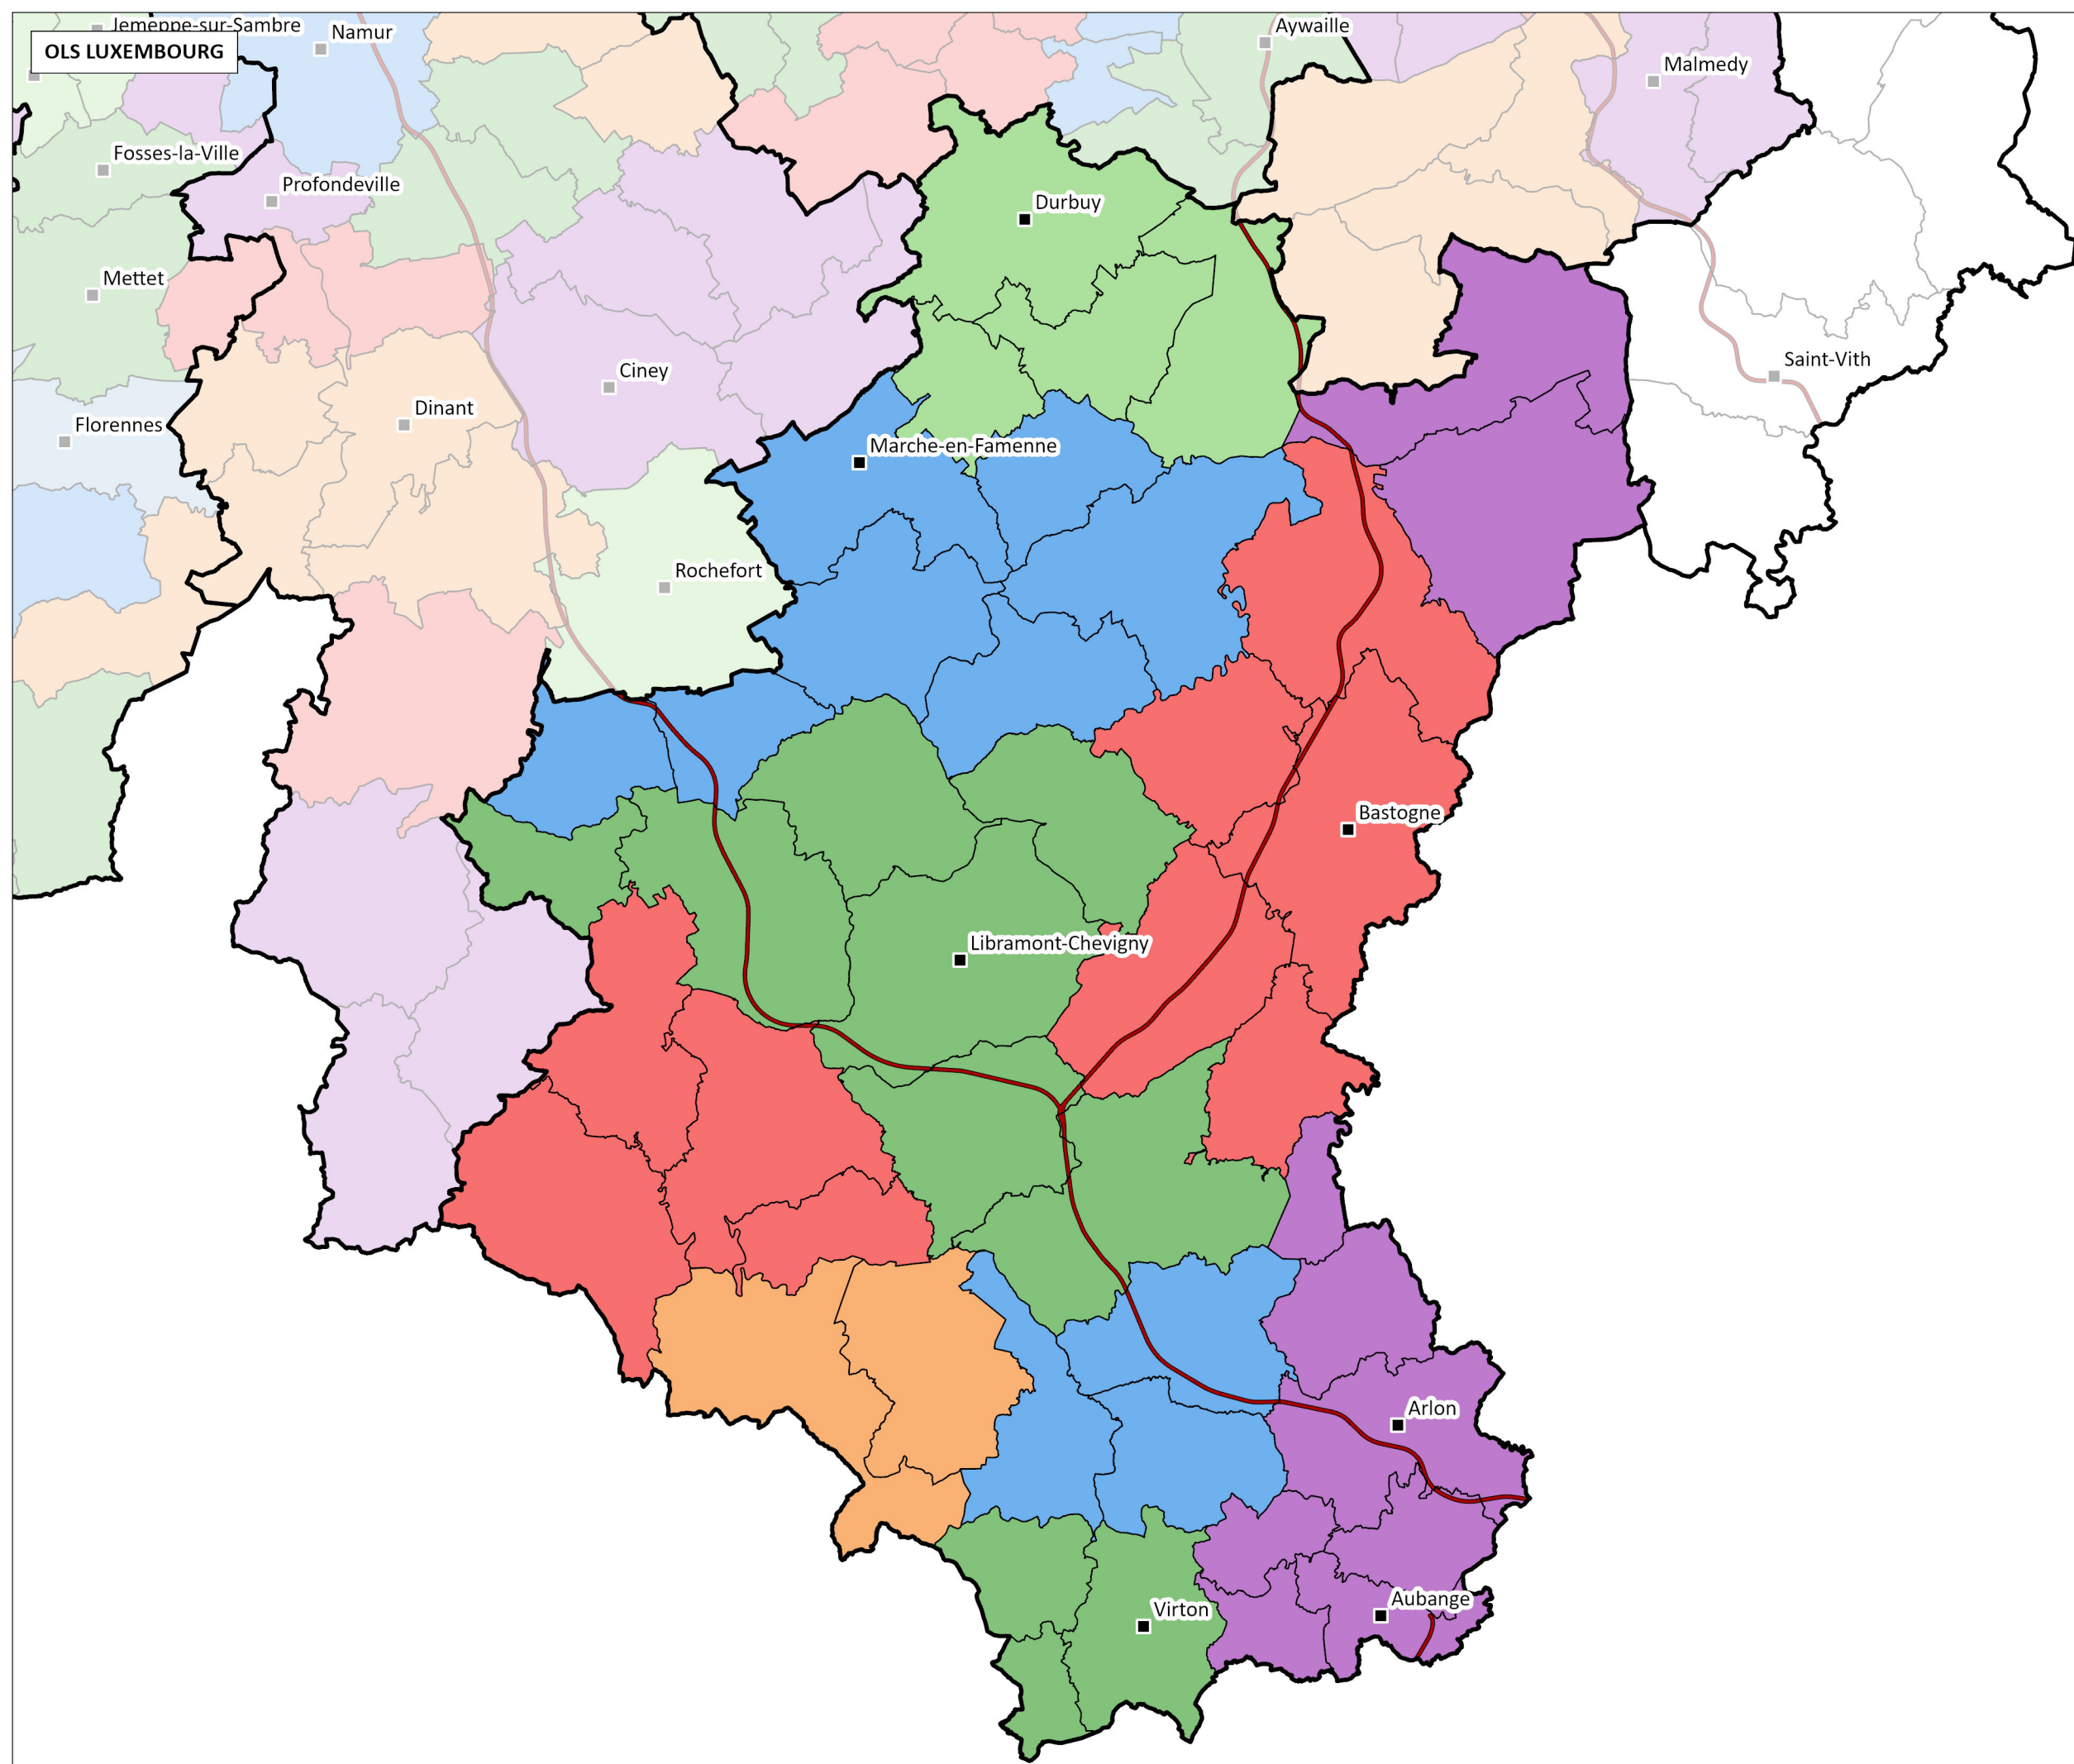 Jemeppe-sur-Sambre
Namur
Aywaille
OLS LUXEMBOURG
Malmedy
Fosses-la-Ville
Profondeville
Durbuy
Mettet
Saint-Vith
Ciney
Dinant
Florennes
Marche-en-Famenne
Rochefort
Bastogne
Libramont-Chevigny
Arlon
Aubange
Virton